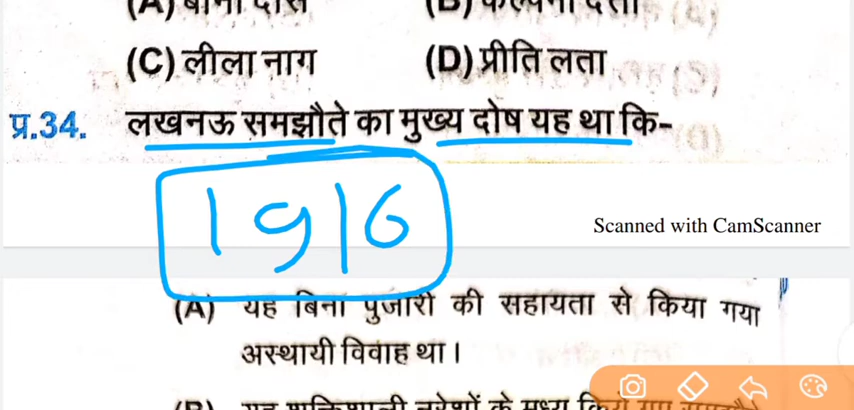 (C) लीला नाग (D) प्रीति लता
प्र.34. लखनऊ समझौते का मुख्य दोष यह था कि-
1916
Scanned with CamScanner
(A) यह बिना पुजारी की सहायता से किया गया
अस्थायी विवाह था।